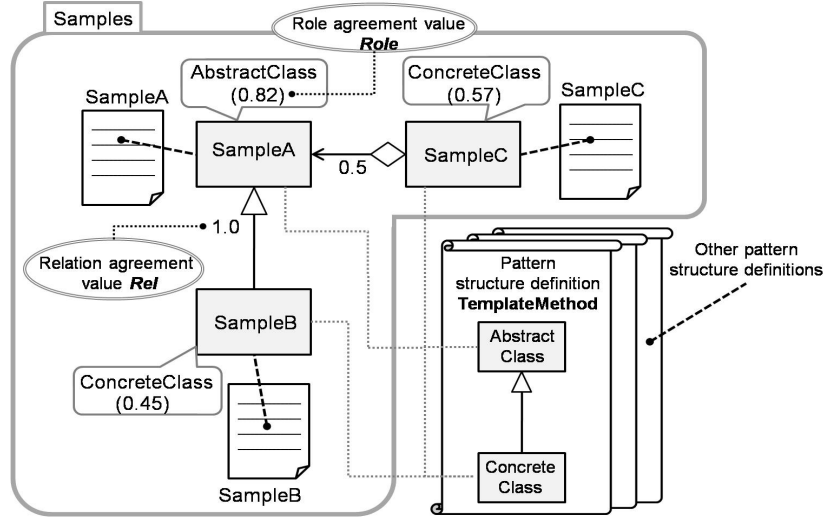 Samples
Role agreement value
Role
AbstractClass
(0.82)
ConcreteClass
(0.57)
SampleA
SampleC
SampleA
0.5
SampleC
1.0
Relation agreement
value Rel
SampleB
ConcreteClass
(0.45)
SampleB
Pattern
structure definition
TemplateMethod
Abstract
Class
Concrete
Class
Other pattern
structure definitions